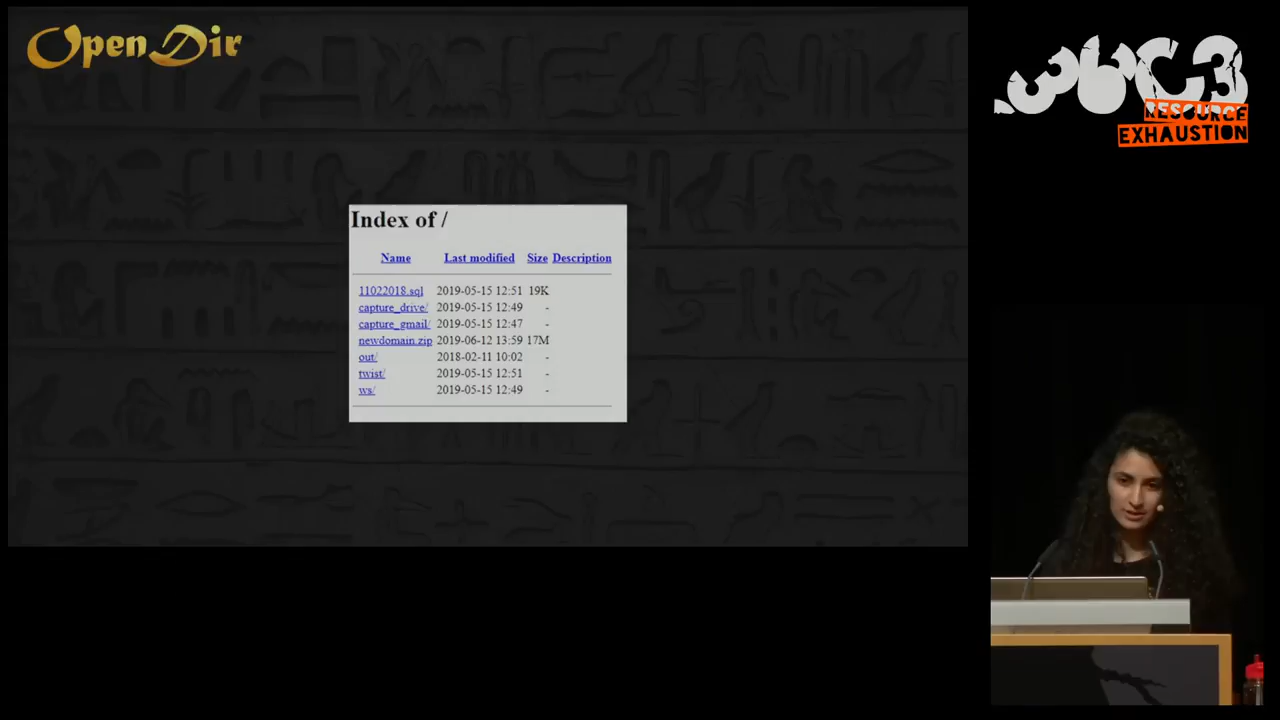 Open Dir
36C3
RESOURCE
EXHAUSTION
Index of /
Name Last modified Size Description
11022018.sql 2019-05-15 12:51 19K
capture_drive/ 2019-05-15 12:49 -
capture_gmail/ 2019-05-15 12:47 -
newdomain.zip 2019-06-12 13:59 17M
out/ 2018-02-11 10:02 -
twist/ 2019-05-15 12:51 -
ws/ 2019-05-15 12:49 -